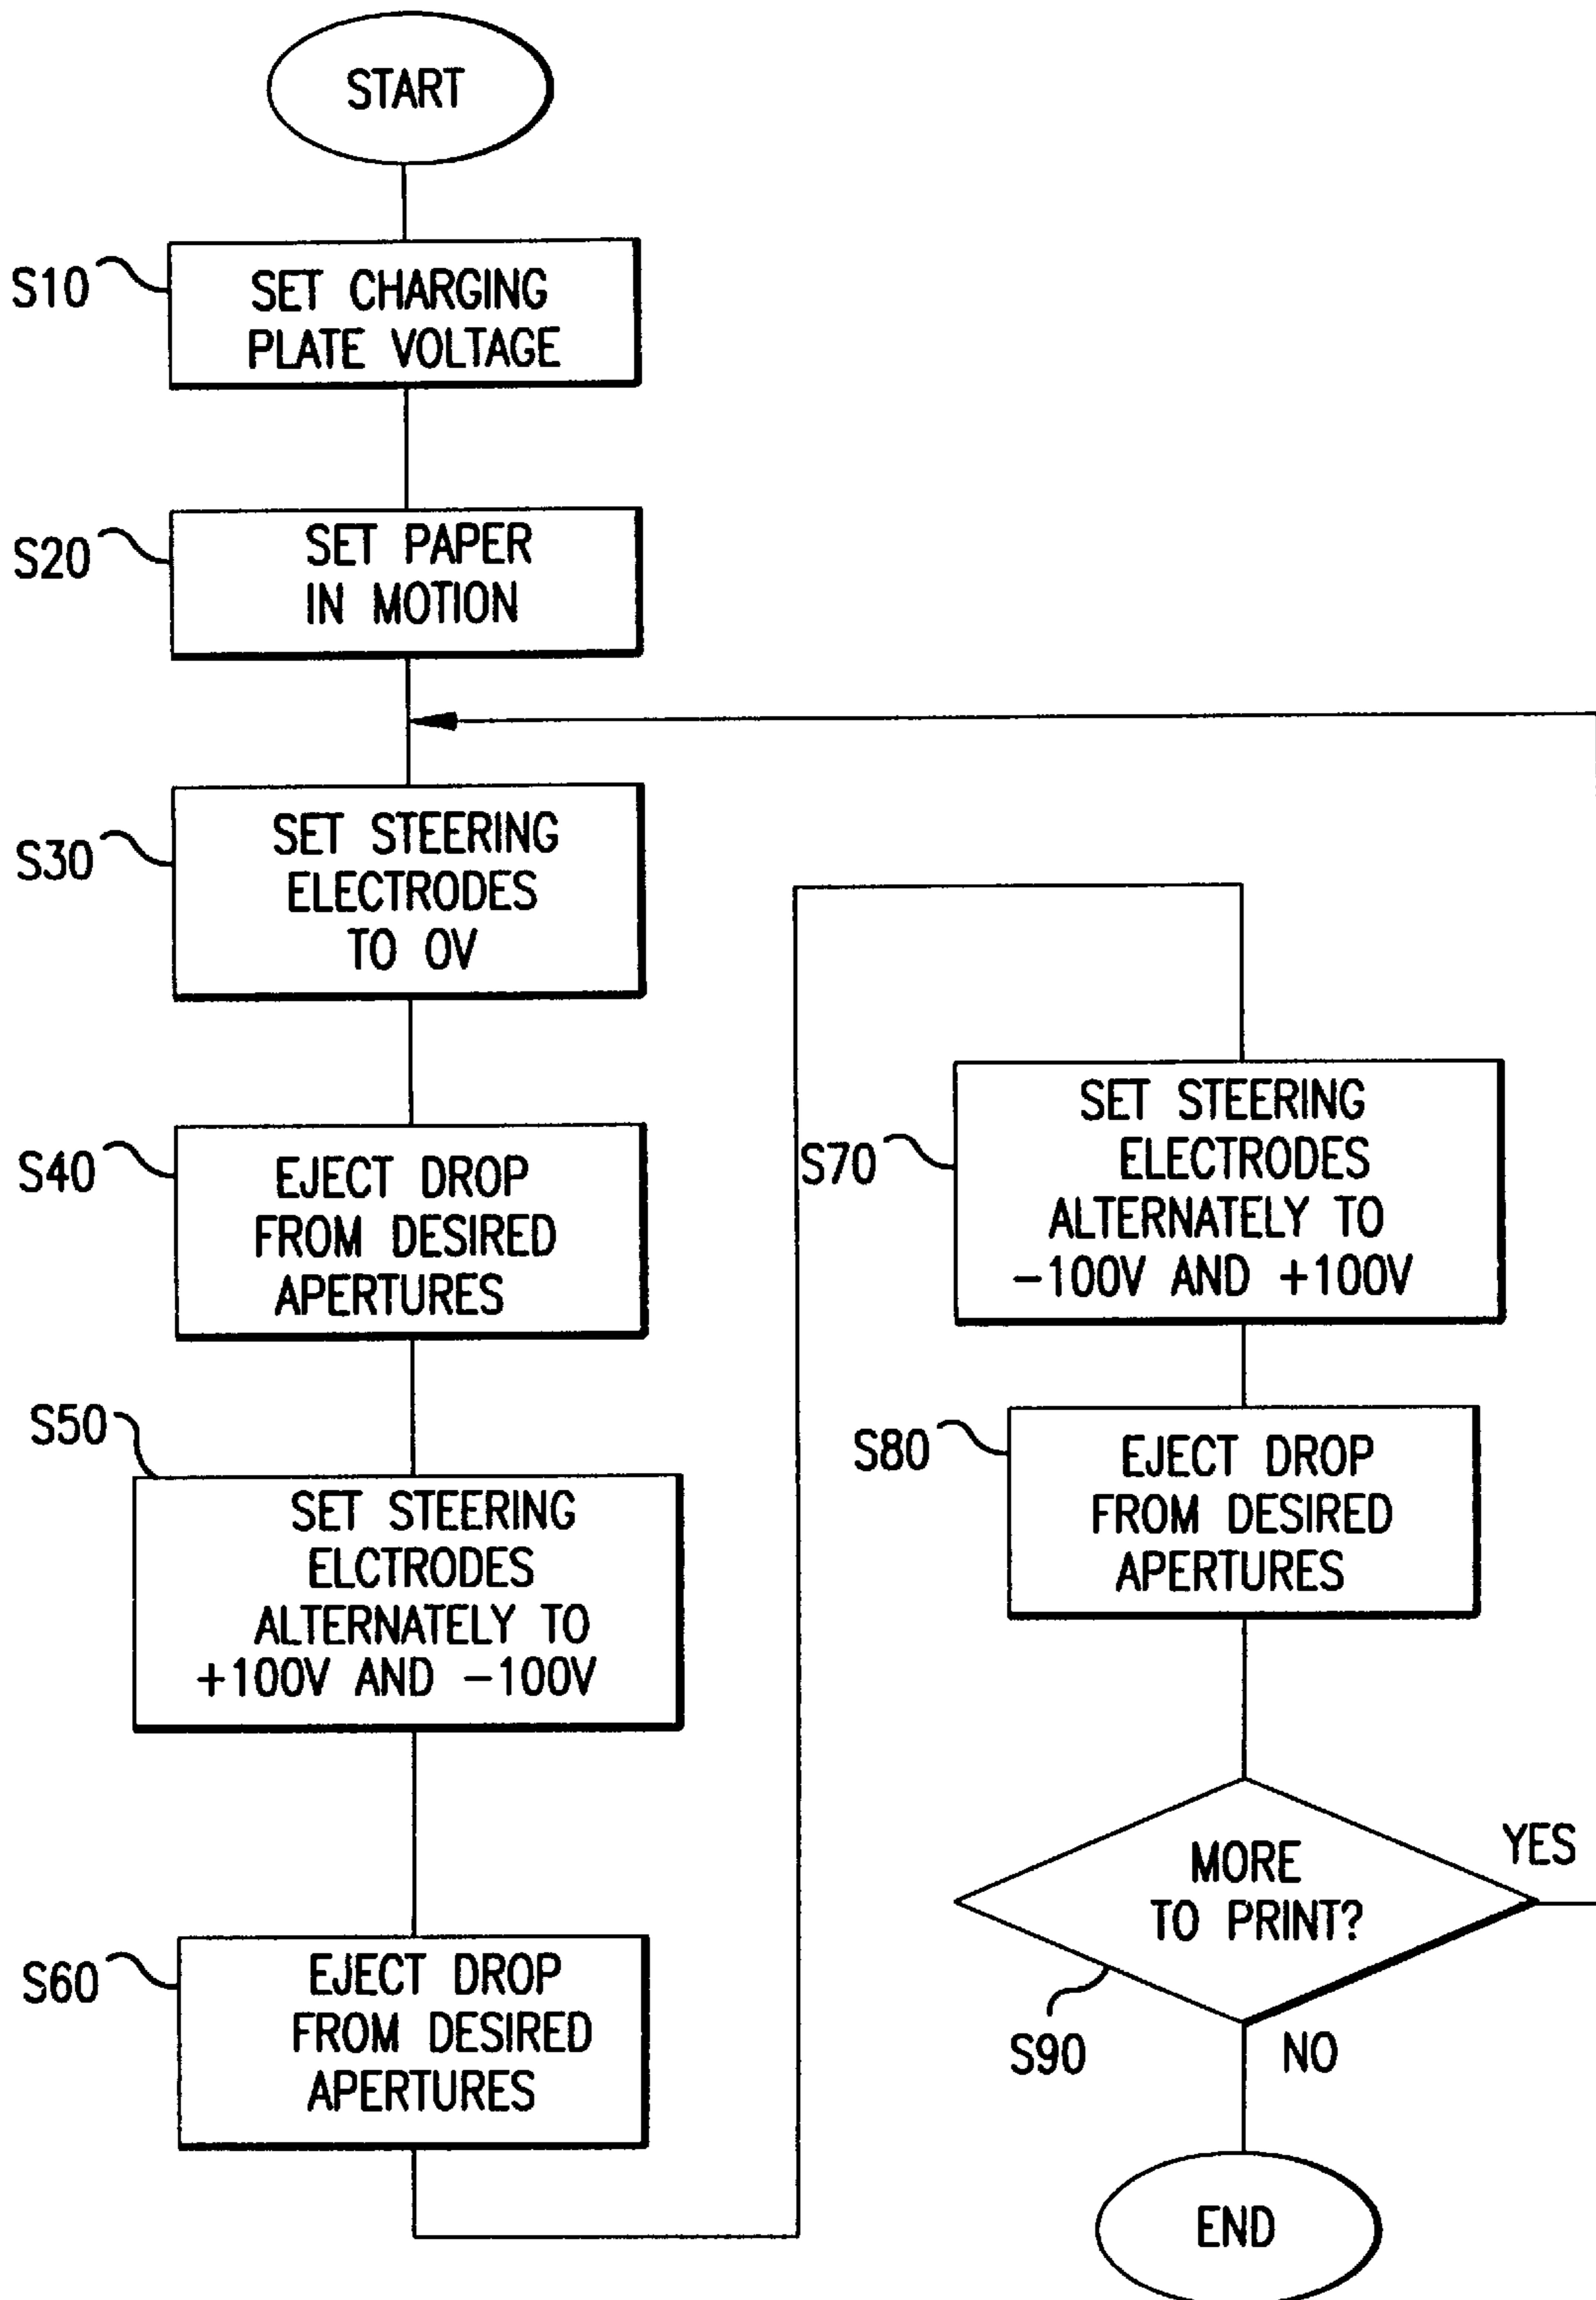 START
S10
SET CHARGING
PLATE VOLTAGE
S20
SET PAPER
IN MOTION
S30
SET STEERING
ELECTRODES
TO 0V
S40
EJECT DROP
FROM DESIRED
APERTURES
S50
SET STEERING
ELCTRODES
ALTERNATELY TO
+100V AND -100V
S60
EJECT DROP
FROM DESIRED
APERTURES
S70
SET STEERING
ELECTRODES
ALTERNATELY TO
-100V AND +100V
S80
EJECT DROP
FROM DESIRED
APERTURES
MORE
TO PRINT?
YES
S90
NO
END